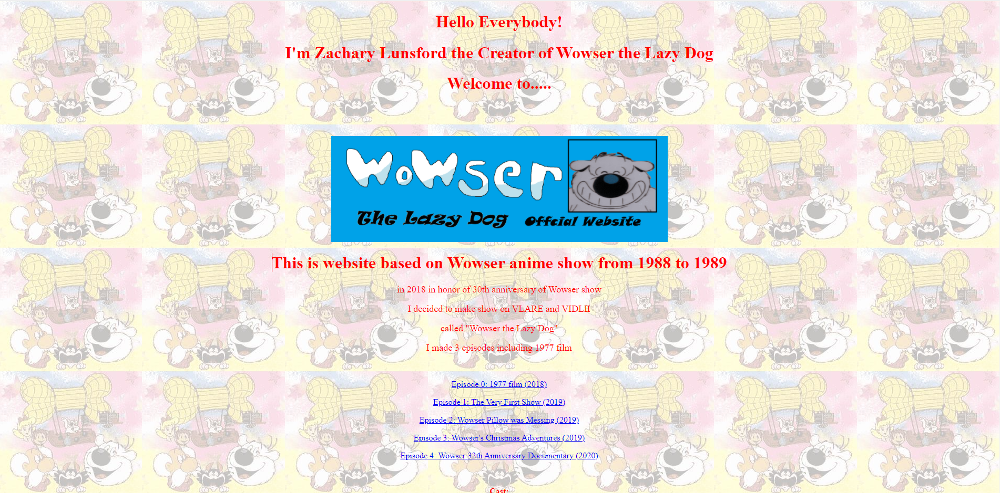 Hello Everybody!
I'm Zachary Lunsford the Creator of Wowser the Lazy Dog
Welcome to.....
Wowser
The Lazy Dog Offcial Website
This is website based on Wowser anime show from 1988 to 1989
in 2018 in honor of 30th anniversary of Wowser show
I decided to make show on VLARE and VIDLII
called "Wowser the Lazy Dog"
I made 3 episodes including 1977 film
Episode 0: 1977 film (2018)
Episode 1: The Very First Show (2019)
Episode 2: Wowser Pillow was Messing (2019)
Episode 3: Wowser's Christmas Adventures (2019)
Episode 4: Wowser 32th Anniversary Documentary (2020)
Cast: